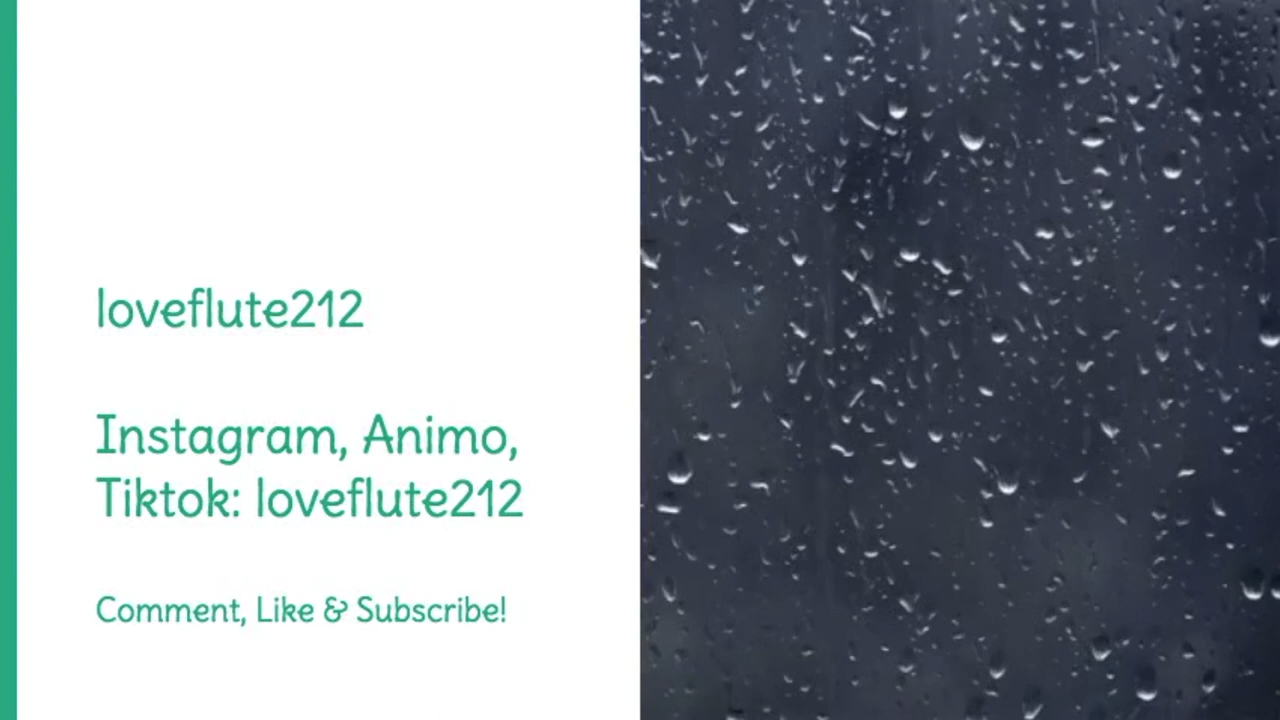 loveflute212
Instagram, Animo,
Tiktok: loveflute212
Comment, Like & Subscribe!